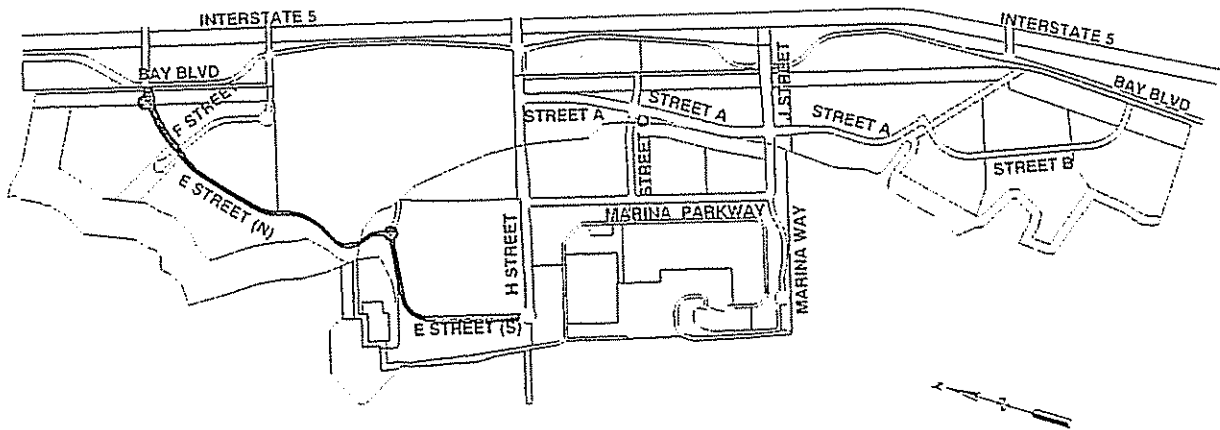 INTERSTATE 5
INTERSTATE 5
BAY BLVD
BAY BLVD
F STREET
J STREET
STREET A
STREET A
STREET A
STREET C
STREET B
E STREET (N)
MARINA PARKWAY
H STREET
MARINA WAY
E STREET (S)